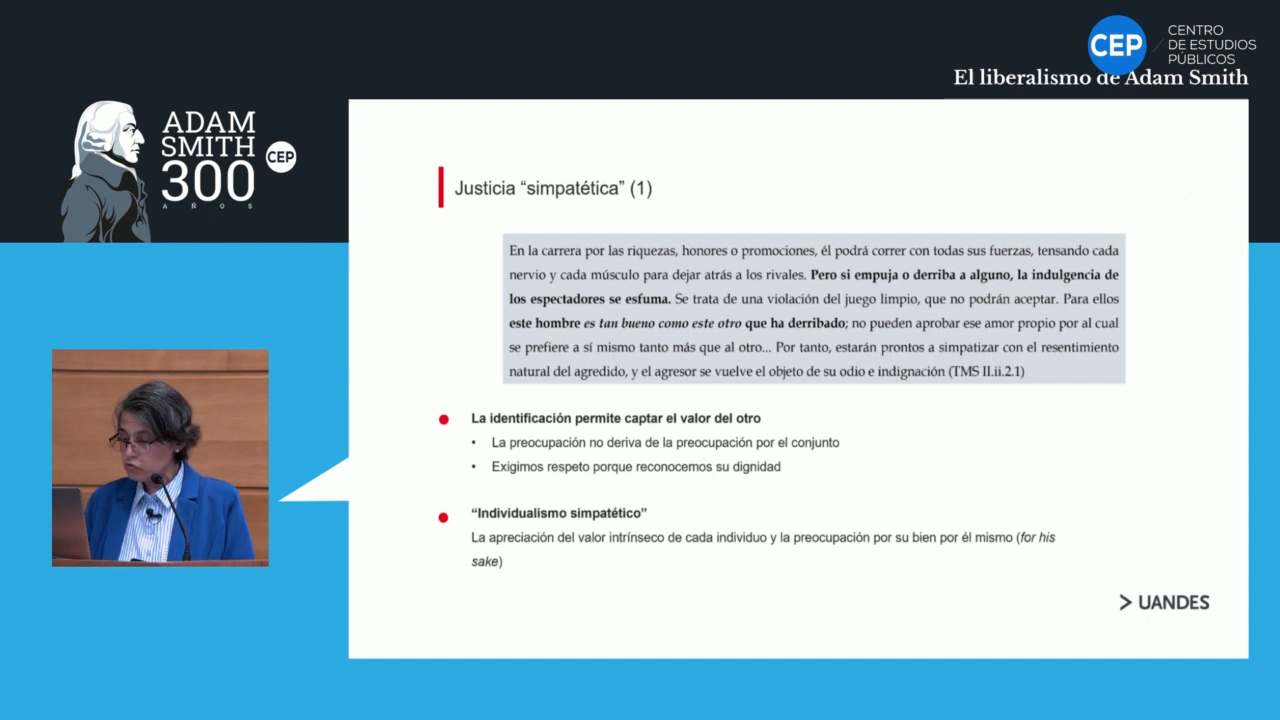 CEP
CENTRO
DE ESTUDIOS
PÚBLICOS
El liberalismo de Adam Smith
ADAM
SMITH
300
AÑOS
CEP
Justicia “simpatética” (1)
En la carrera por las riquezas, honores o promociones, él podrá correr con todas sus fuerzas, tensando cada
nervio y cada músculo para dejar atrás a los rivales. Pero si empuja o derriba a alguno, la indulgencia de
los espectadores se esfuma. Se trata de una violación del juego limpio, que no podrán aceptar. Para ellos
este hombre es tan bueno como este otro que ha derribado; no pueden aprobar ese amor propio por al cual
se prefiere a sí mismo tanto más que al otro... Por tanto, estarán prontos a simpatizar con el resentimiento
natural del agredido, y el agresor se vuelve el objeto de su odio e indignación (TMS II.ii.2.1)
La identificación permite captar el valor del otro
• La preocupación no deriva de la preocupación por el conjunto
• Exigimos respeto porque reconocemos su dignidad
“Individualismo simpatético”
La apreciación del valor intrínseco de cada individuo y la preocupación por su bien por él mismo (for his
sake)
UANDES